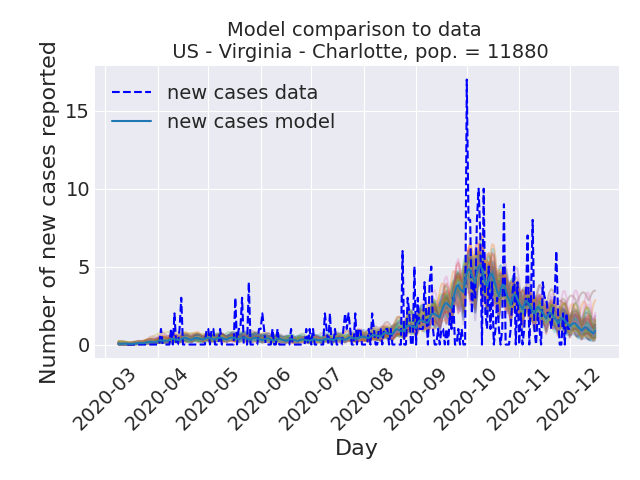 Model comparison to data
US - Virginia - Charlotte, pop. = 11880
new cases data
new cases model
Number of new cases reported
15
10
5
0
2020-03
2020-04
2020-05
2020-06
2020-07
2020-08
2020-09
2020-10
2020-11
2020-12
Day